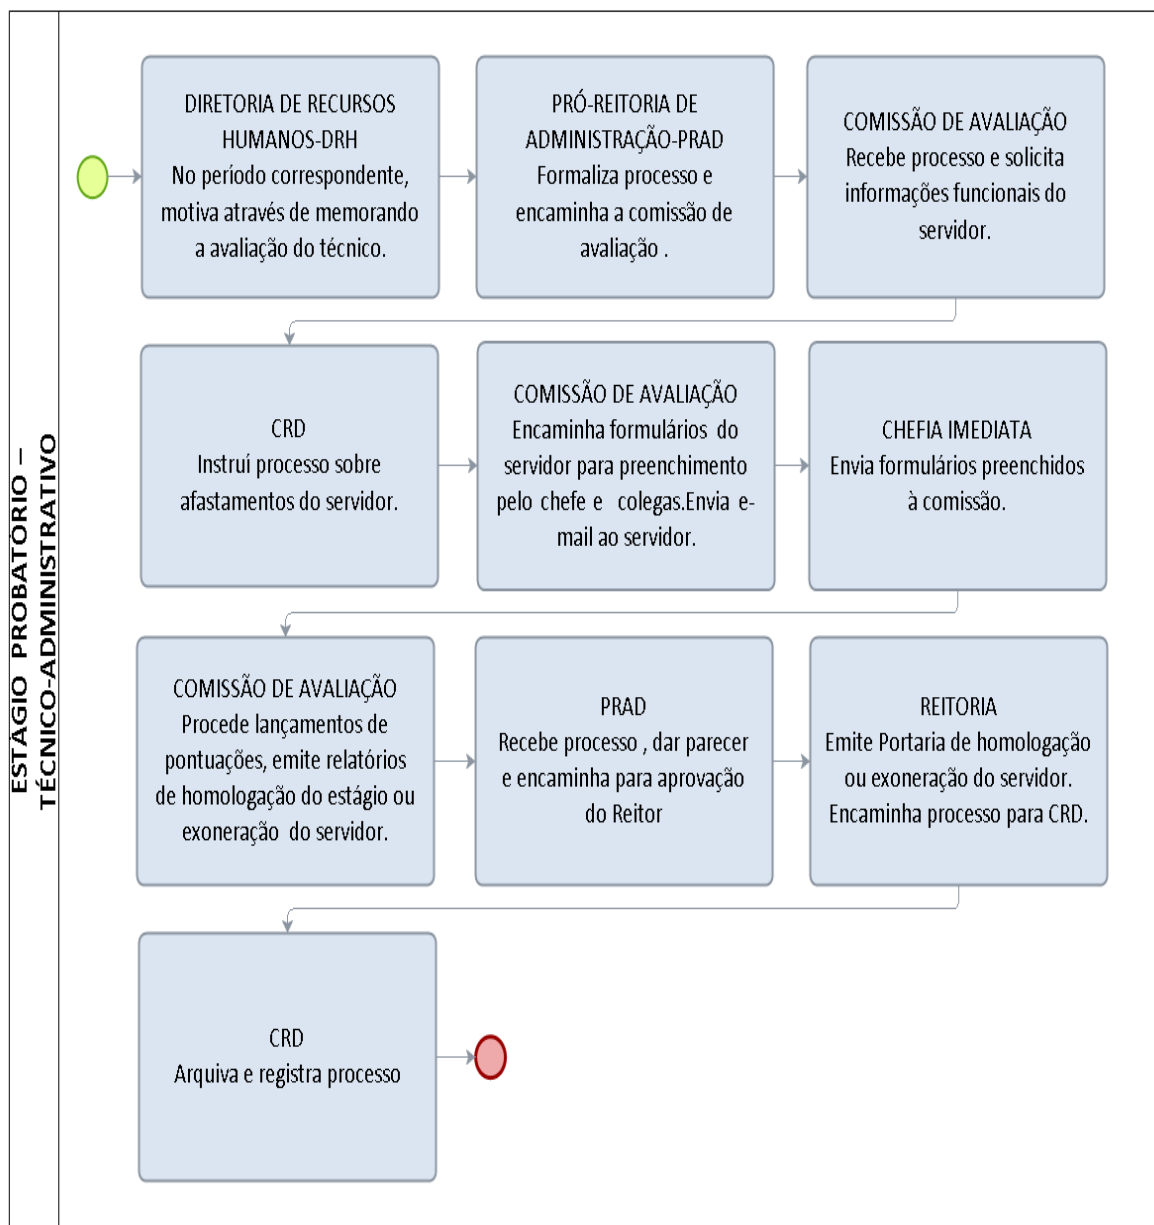 ESTÁGIO PROBATÓRIO –
TÉCNICO-ADMINISTRATIVO
DIRETORIA DE RECURSOS
HUMANOS-DRH
No período correspondente,
motiva através de memorando
a avaliação do técnico.
PRÓ-REITORIA DE
ADMINISTRAÇÃO-PRAD
Formaliza processo e
encaminha a comissão de
avaliação .
COMISSÃO DE AVALIAÇÃO
Recebe processo e solicita
informações funcionais do
servidor.
CRD
Instruí processo sobre
afastamentos do servidor.
COMISSÃO DE AVALIAÇÃO
Encaminha formulários do
servidor para preenchimento
pelo chefe e colegas.Envia e-
mail ao servidor.
CHEFIA IMEDIATA
Envia formulários preenchidos
à comissão.
COMISSÃO DE AVALIAÇÃO
Procede lançamentos de
pontuações, emite relatórios
de homologação do estágio ou
exoneração do servidor.
PRAD
Recebe processo , dar parecer
e encaminha para aprovação
do Reitor
REITORIA
Emite Portaria de homologação
ou exoneração do servidor.
Encaminha processo para CRD.
CRD
Arquiva e registra processo